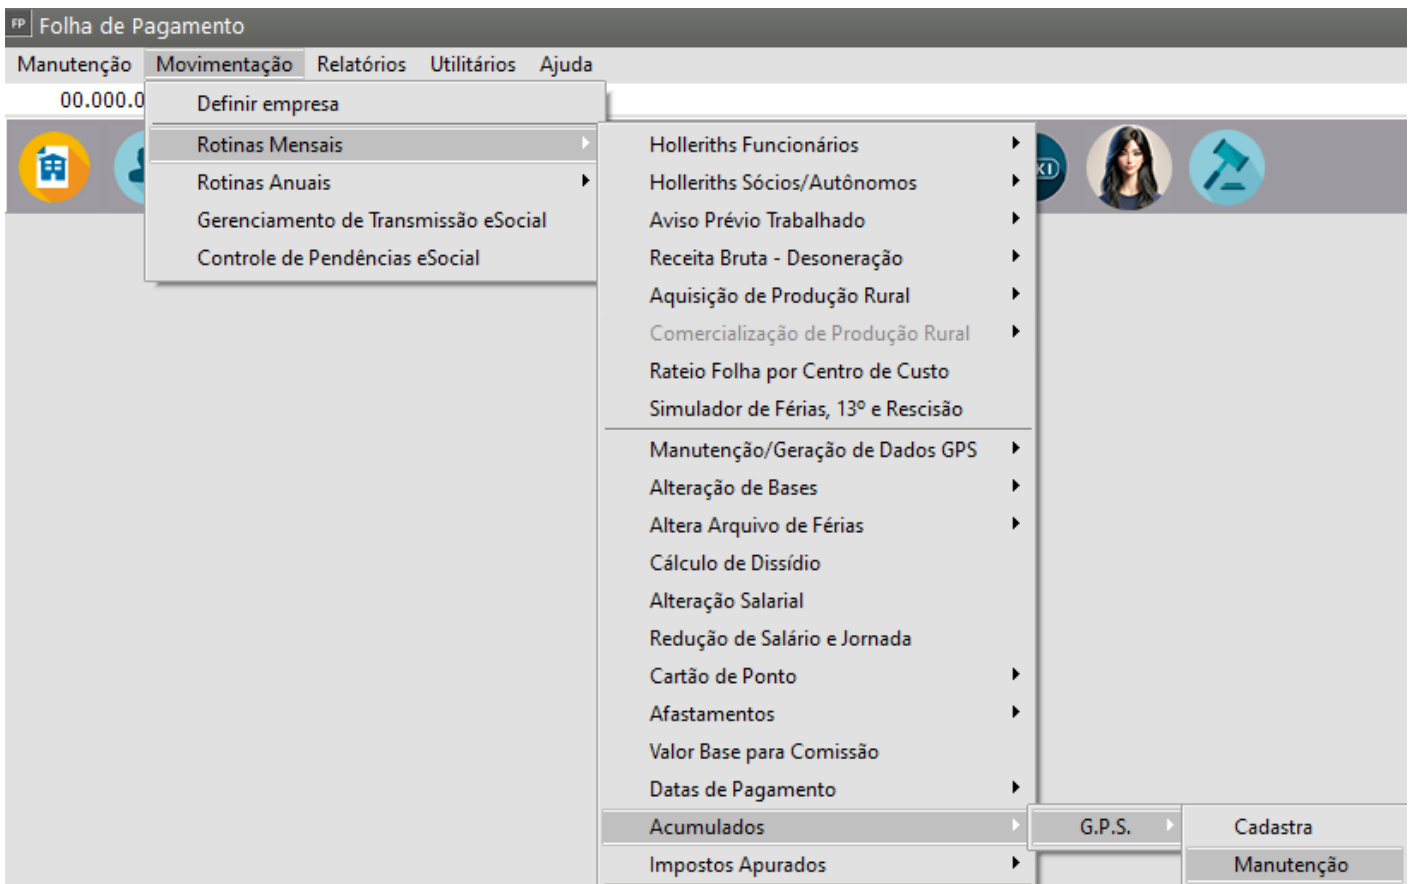 FP Folha de Pagamento
Manutenção Movimentação Relatórios Utilitários Ajuda
00.000.0
Definir empresa
Rotinas Mensais
Rotinas Anuais
Gerenciamento de Transmissão eSocial
Controle de Pendências eSocial
Holleriths Funcionários
Holleriths Sócios/Autônomos
Aviso Prévio Trabalhado
Receita Bruta - Desoneração
Aquisição de Produção Rural
Comercialização de Produção Rural
Rateio Folha por Centro de Custo
Simulador de Férias, 13º e Rescisão
Manutenção/Geração de Dados GPS
Alteração de Bases
Altera Arquivo de Férias
Cálculo de Dissídio
Alteração Salarial
Redução de Salário e Jornada
Cartão de Ponto
Afastamentos
Valor Base para Comissão
Datas de Pagamento
Acumulados
Impostos Apurados
G.P.S.
Cadastra
Manutenção